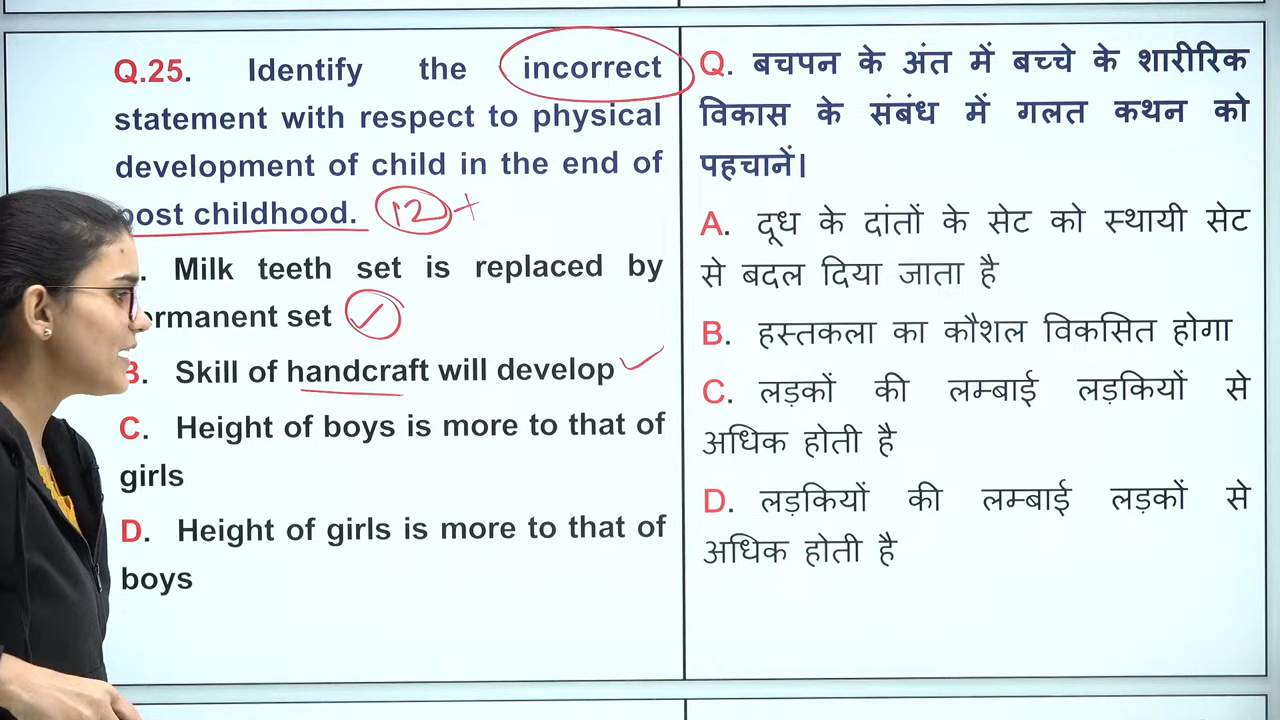 Q.25. Identify the incorrect
statement with respect to physical
development of child in the end of
post childhood. 12+
Milk teeth set is replaced by
set
B. Skill of handcraft will develop
C. Height of boys is more to that of
girls
D. Height of girls is more to that of
boys
Q. बचपन के अंत में बच्चे के शारीरिक
विकास के संबंध में गलत कथन को
पहचानें।
A. दूध के दांतों के सेट को स्थायी सेट
से बदल दिया जाता है
B. हस्तकला का कौशल विकसित होगा
C. लड़कों की लम्बाई लड़कियों से
अधिक होती है
D. लड़कियों की लम्बाई लड़कों से
अधिक होती है